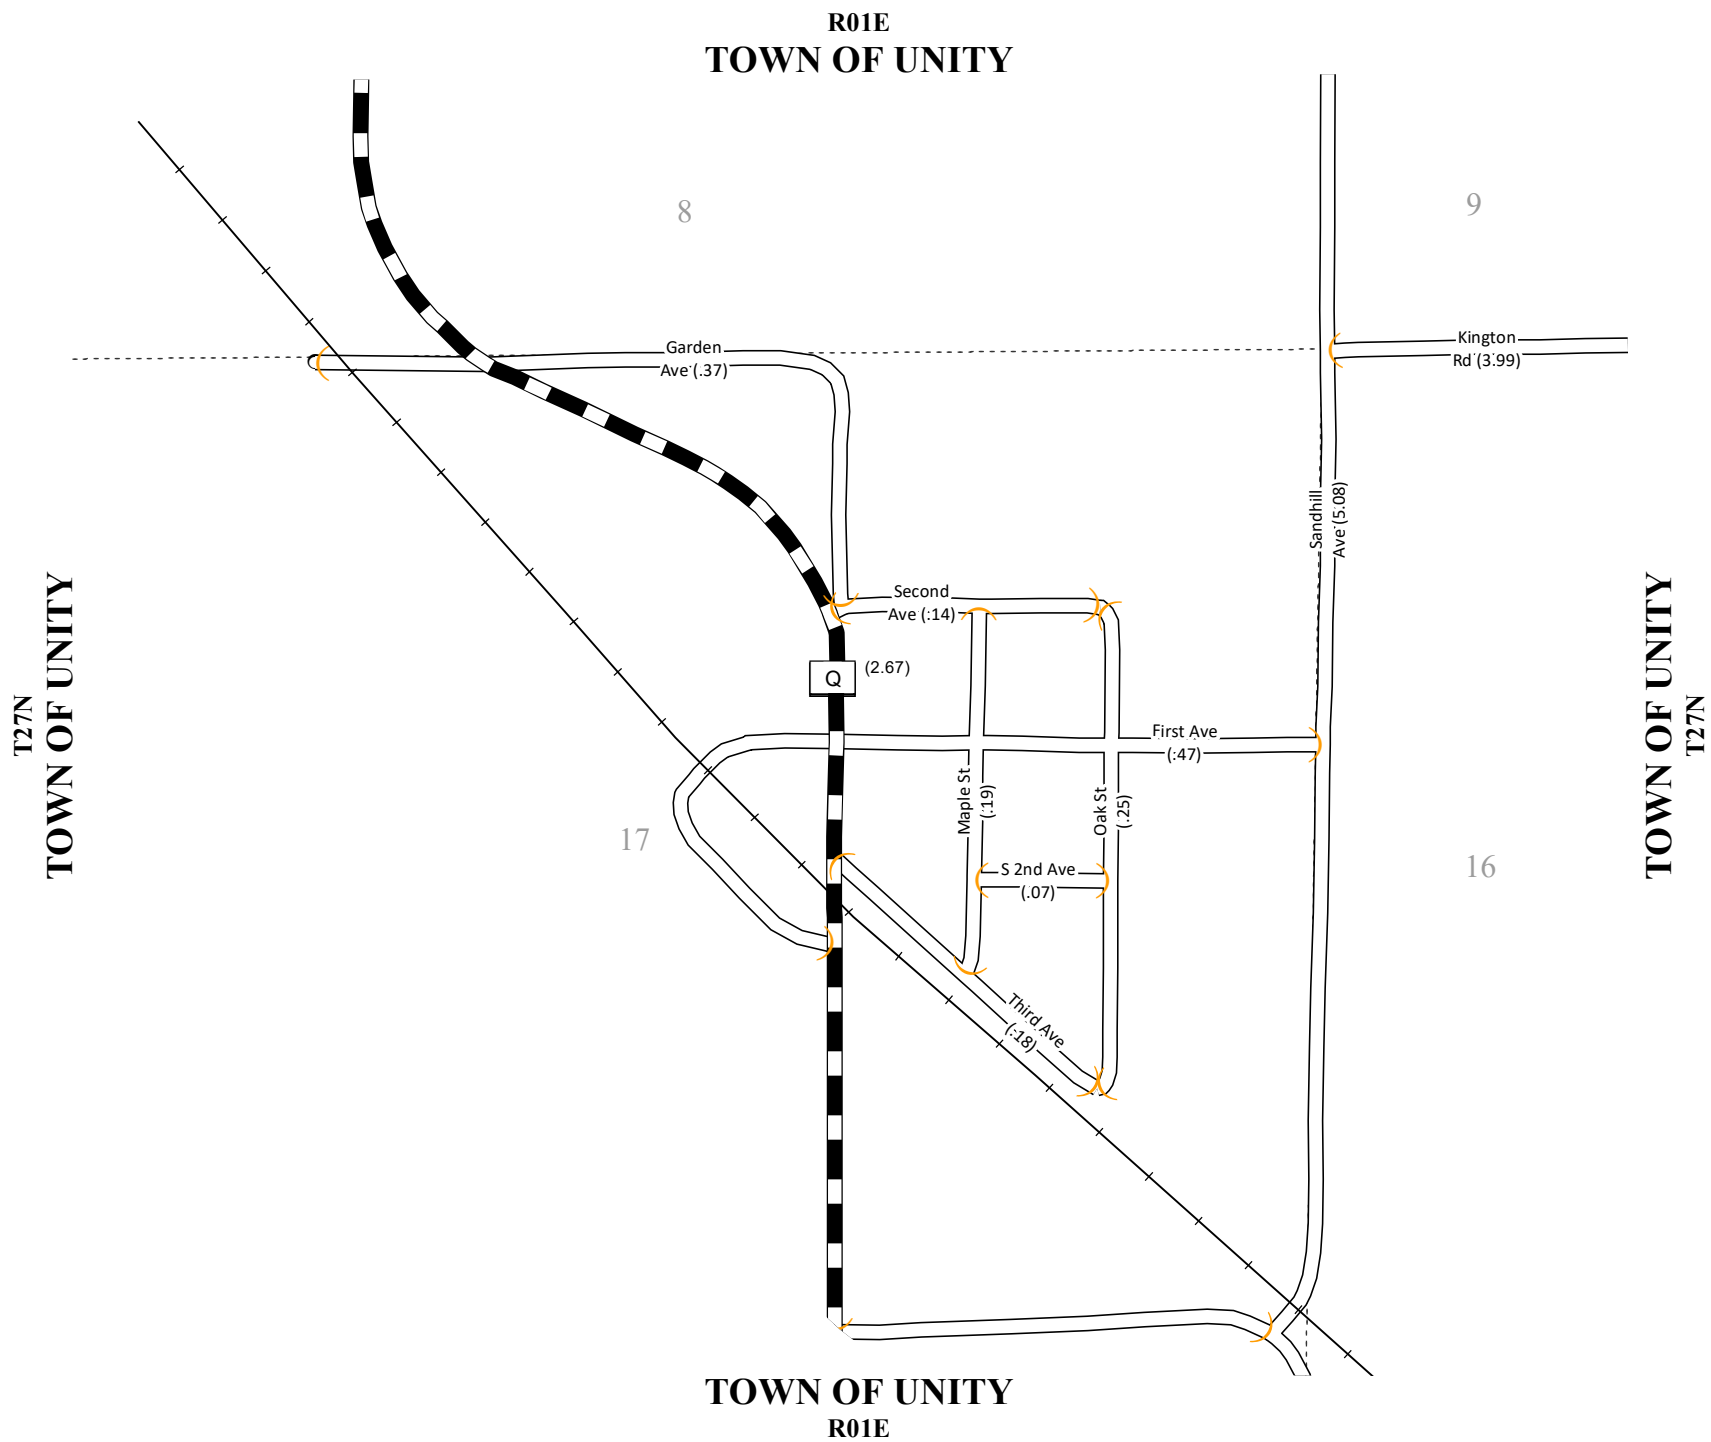 R01E
TOWN OF UNITY
8
9
Garden
Ave (.37)
Kington
Rd (3.99)
Sandhill
Ave (5.08)
Second
Ave (.14)
Q
(2.67)
T27N
TOWN OF UNITY
TOWN OF UNITY
T27N
First Ave
(.47)
Maple St
(.19)
Oak St
(.25)
17
16
S 2nd Ave
(.07)
Third Ave
(.18)
TOWN OF UNITY
R01E